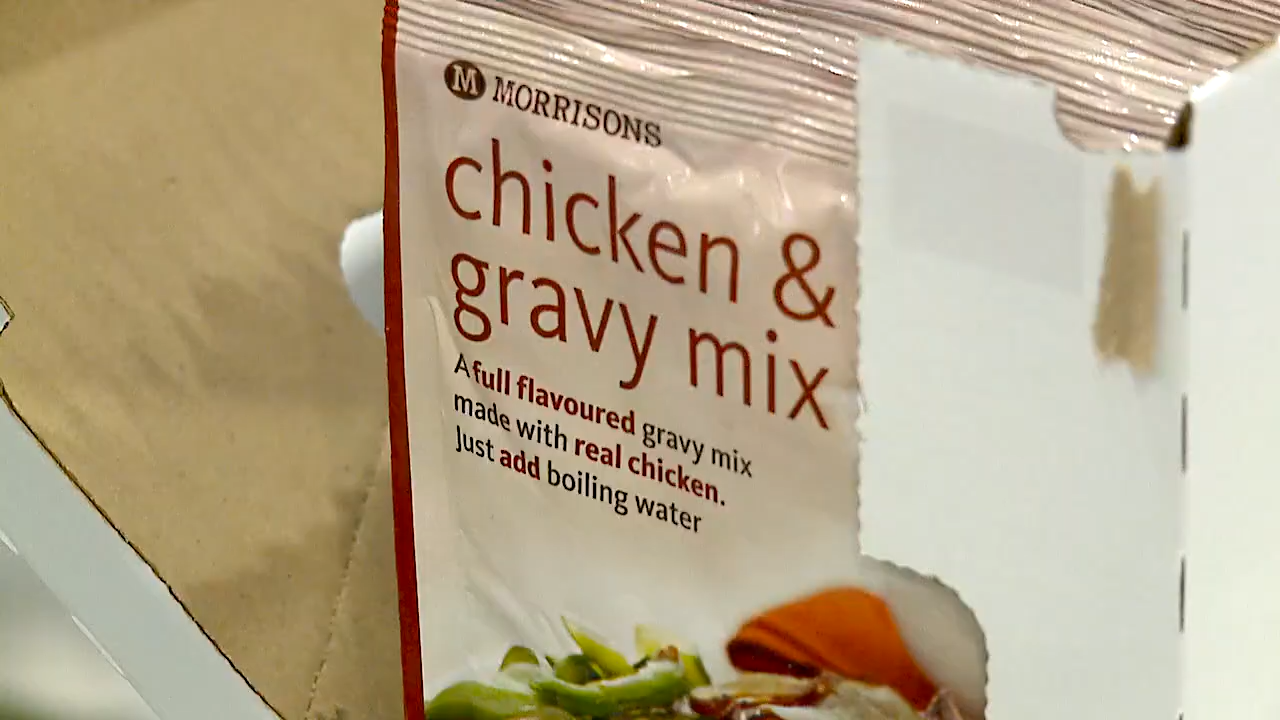 M MORRISONS
chicken &
gravy mix
A full flavoured gravy mix
made with real chicken.
Just add boiling water